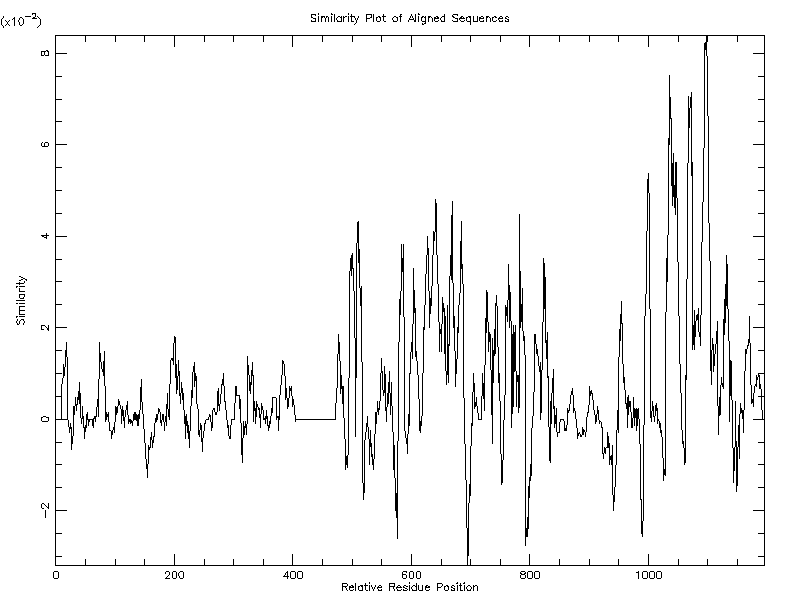 (x10⁻²)
Similarity Plot of Aligned Sequences
8
6
4
2
0
-2
Similarity
0 200 400 600 800 1000
Relative Residue Position